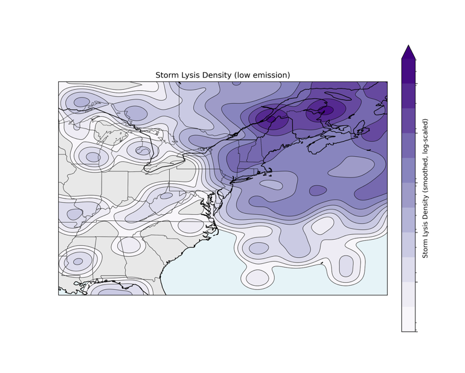 Storm Lysis Density (low emission)
Storm Lysis Density (smoothed, log-scaled)